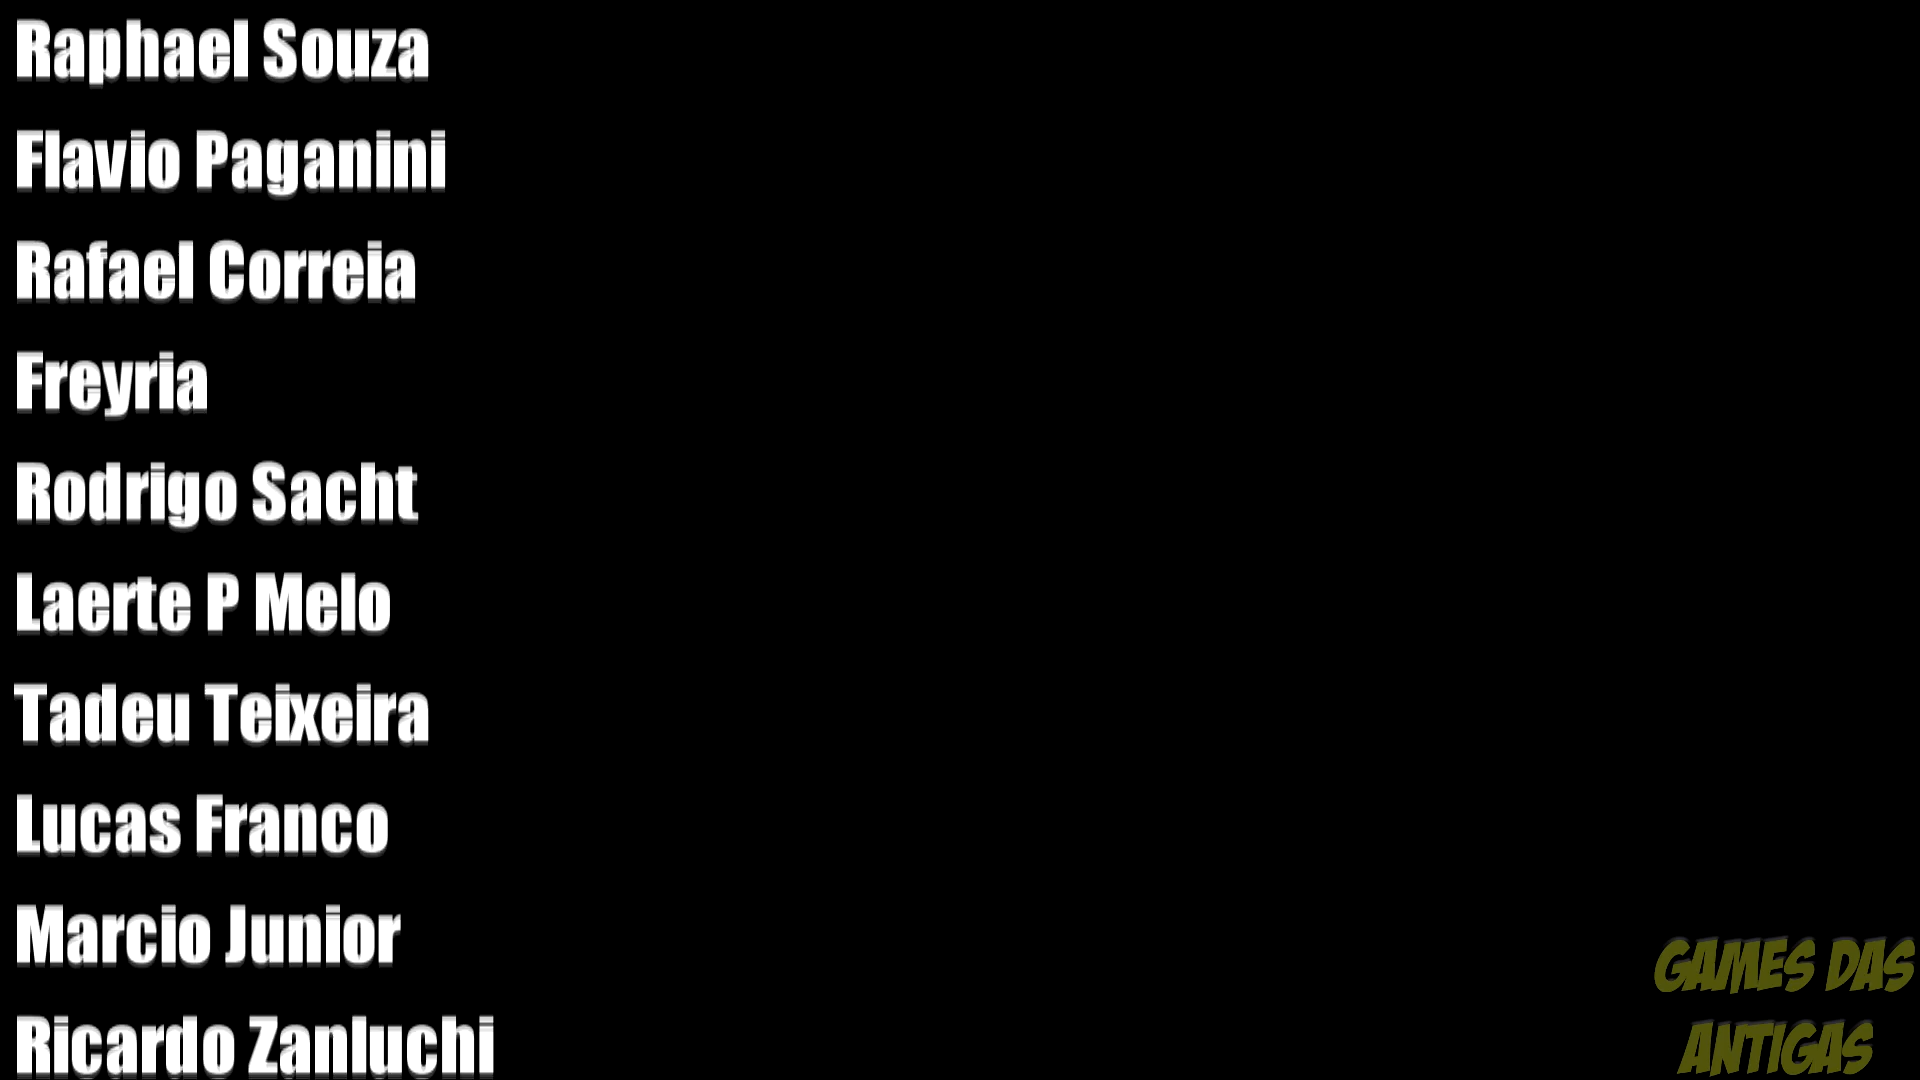 Raphael Souza
Flavio Paganini
Rafael Correia
Freyria
Rodrigo Sacht
Laerte P Melo
Tadeu Teixeira
Lucas Franco
Marcio Junior
Ricardo Zanluchi
GAMES DAS
ANTIGAS